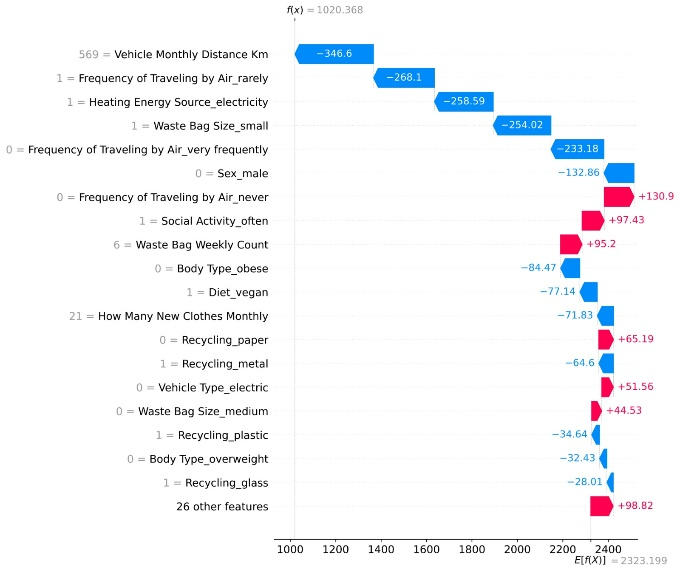 f(x) = 1020.368
569 = Vehicle Monthly Distance Km −346.6
1 = Frequency of Traveling by Air_rarely −268.1
1 = Heating Energy Source_electricity −258.59
1 = Waste Bag Size_small −254.02
0 = Frequency of Traveling by Air_very frequently −233.18
0 = Sex_male −132.86
0 = Frequency of Traveling by Air_never +130.9
1 = Social Activity_often +97.43
6 = Waste Bag Weekly Count +95.2
0 = Body Type_obese −84.47
1 = Diet_vegan −77.14
21 = How Many New Clothes Monthly −71.83
0 = Recycling_paper +65.19
1 = Recycling_metal −64.6
0 = Vehicle Type_electric +51.56
0 = Waste Bag Size_medium +44.53
1 = Recycling_plastic −34.64
0 = Body Type_overweight −32.43
1 = Recycling_glass −28.01
26 other features +98.82
1000 1200 1400 1600 1800 2000 2200 2400
E[f(X)] = 2323.199